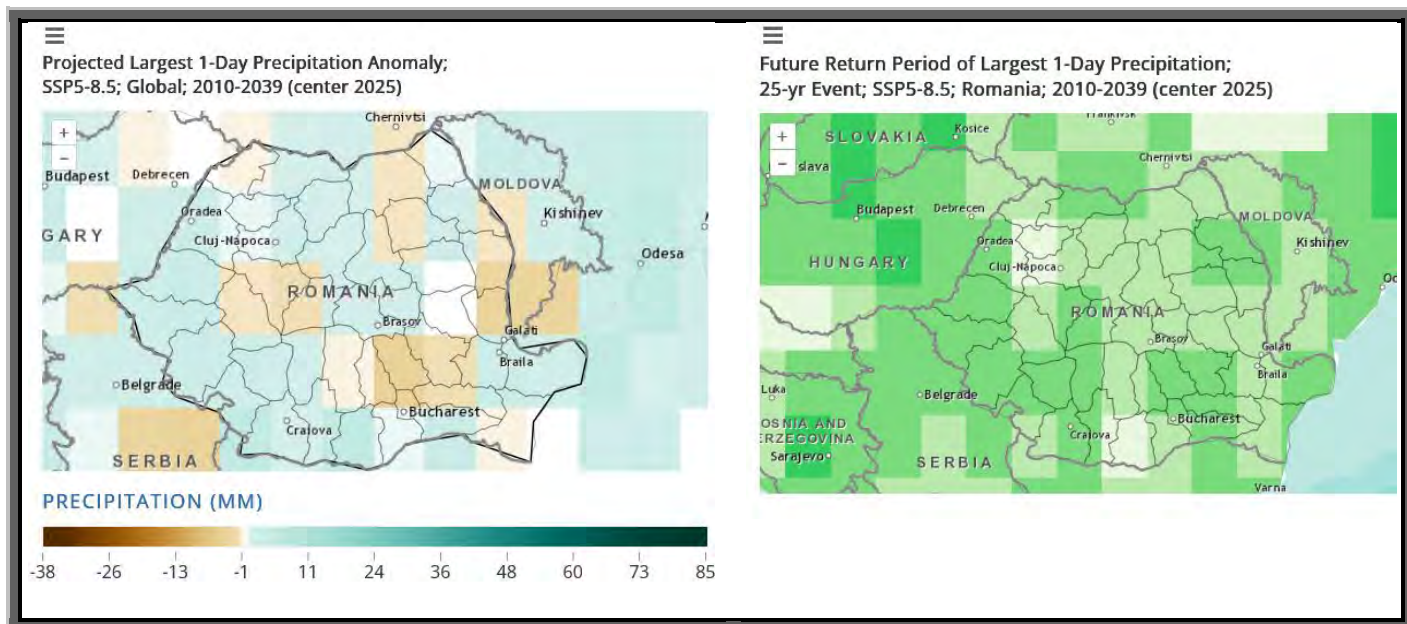 Projected Largest 1-Day Precipitation Anomaly;
SSP5-8.5; Global; 2010-2039 (center 2025)
+
−
Chernivtsi
Budapest
Debrecen
MOLDOVA
Oradea
Kishinev
GARY
Cluj-Napoca
Odesa
ROMANIA
Brasov
Galati
Braila
Belgrade
Bucharest
Craiova
SERBIA
PRECIPITATION (MM)
-38 -26 -13 -1 11 24 36 48 60 73 85
Future Return Period of Largest 1-Day Precipitation;
25-yr Event; SSP5-8.5; Romania; 2010-2039 (center 2025)
+
−
SLOVAKIA
Kosice
slava
Chernivtsi
Budapest
Debrecen
MOLDOVA
Oradea
Kishinev
HUNGARY
Cluj-Napoca
Od
ROMANIA
Brasov
Galati
Braila
Luka
Belgrade
Bucharest
OSNIA AND
ERZEGOVINA
Craiova
Sarajevo
SERBIA
Varna